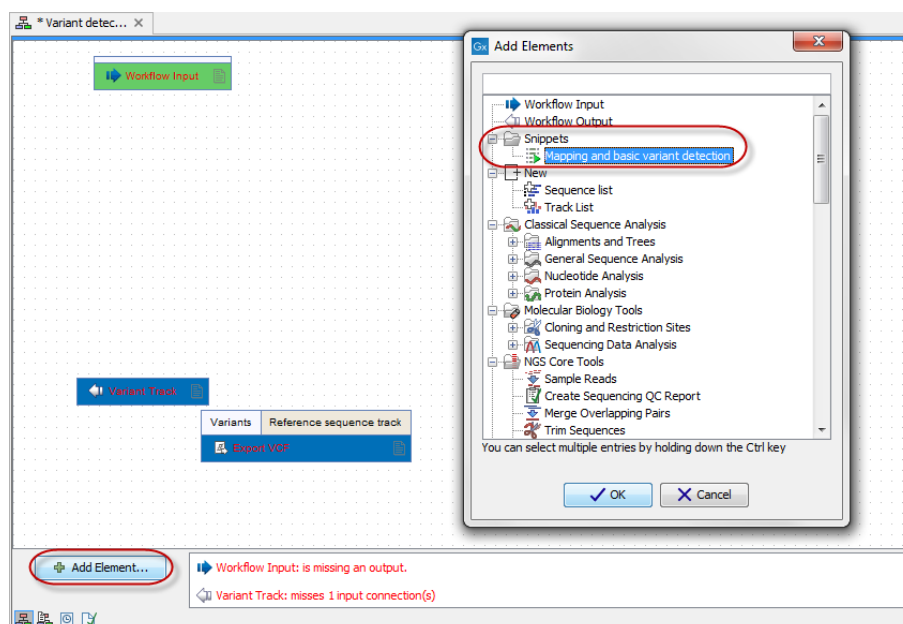 * Variant detec...
Workflow Input
Variant Track
Variants
Reference sequence track
Export VCF
Gx Add Elements
Workflow Input
Workflow Output
Snippets
Mapping and basic variant detection
New
Sequence list
Track List
Classical Sequence Analysis
Alignments and Trees
General Sequence Analysis
Nucleotide Analysis
Protein Analysis
Molecular Biology Tools
Cloning and Restriction Sites
Sequencing Data Analysis
NGS Core Tools
Sample Reads
Create Sequencing QC Report
Merge Overlapping Pairs
Trim Sequences
You can select multiple entries by holding down the Ctrl key
OK
Cancel
Add Element...
Workflow Input: is missing an output.
Variant Track: misses 1 input connection(s)